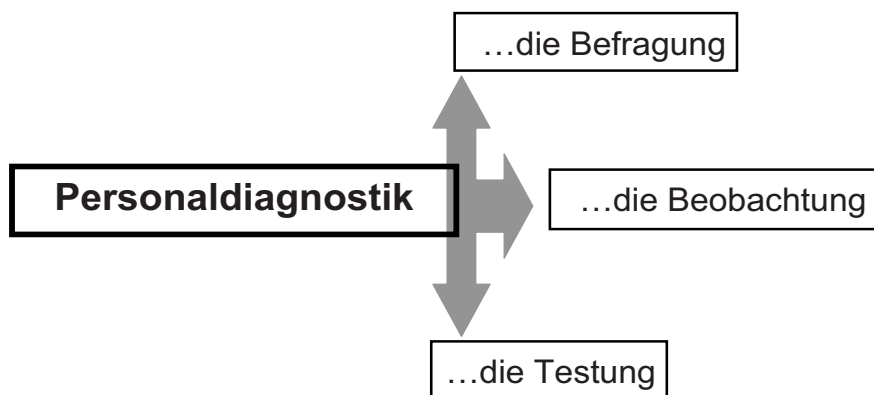 …die Befragung
Personaldiagnostik
…die Beobachtung
…die Testung